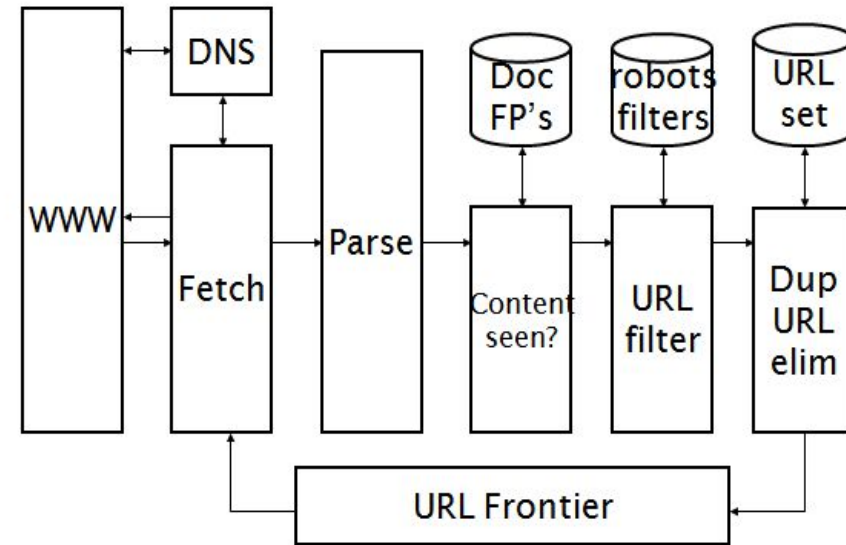 DNS
WWW
Fetch
Parse
Doc
FP's
Content
seen?
robots
filters
URL
filter
URL
set
Dup
URL
elim
URL Frontier